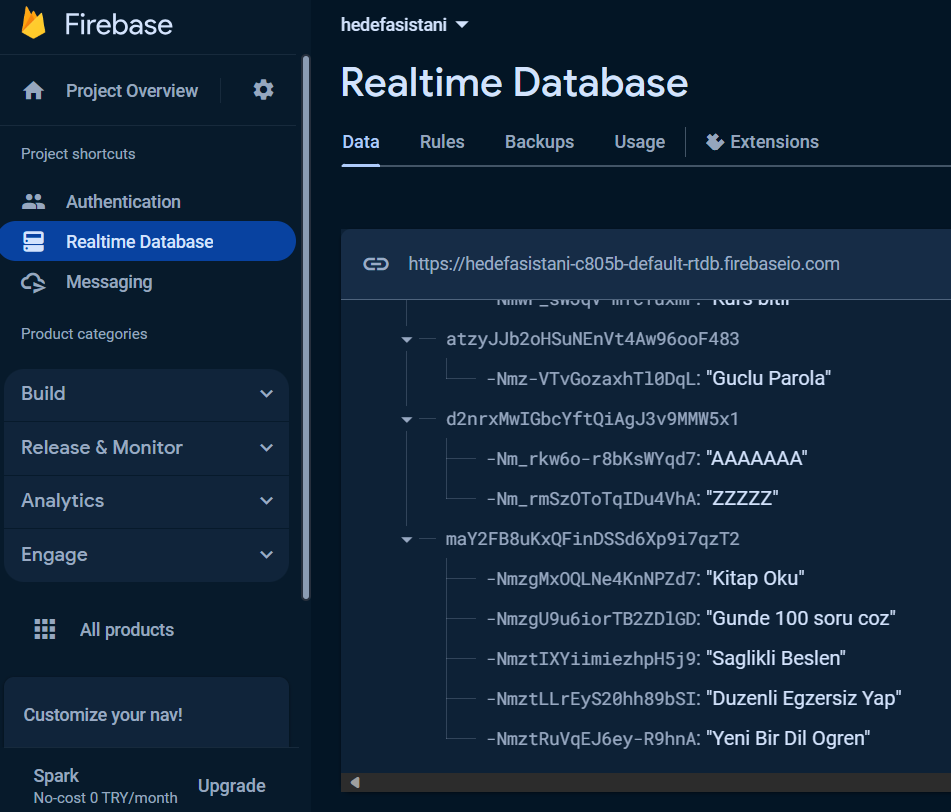 Firebase
Project Overview
Project shortcuts
Authentication
Realtime Database
Messaging
Product categories
Build
Release & Monitor
Analytics
Engage
All products
Customize your nav!
Spark
No-cost 0 TRY/month
Upgrade
hedefasistani
Realtime Database
Data Rules Backups Usage Extensions
https://hedefasistani-c805b-default-rtdb.firebaseio.com
"Kurs bitir"
atzyJJb2oHSuNEnVt4Aw96ooF483
-Nmz-VTvGozaxhTl0DqL: "Guclu Parola"
d2nrxMwIGbcYftQiAgJ3v9MMW5x1
-Nm_rkw6o-r8bKsWYqd7: "AAAAAAA"
-Nm_rmSzOToTqIDu4VhA: "ZZZZZ"
maY2FB8uKxQFinDSSd6Xp9i7qzT2
-NmzgMxOQLNe4KnNPZd7: "Kitap Oku"
-NmzgU9u6iorTB2ZDlGD: "Gunde 100 soru coz"
-NmztIXYiimiezhpH5j9: "Saglikli Beslen"
-NmztLLrEyS20hh89bSI: "Duzenli Egzersiz Yap"
-NmztRuVqEJ6ey-R9hnA: "Yeni Bir Dil Ogren"